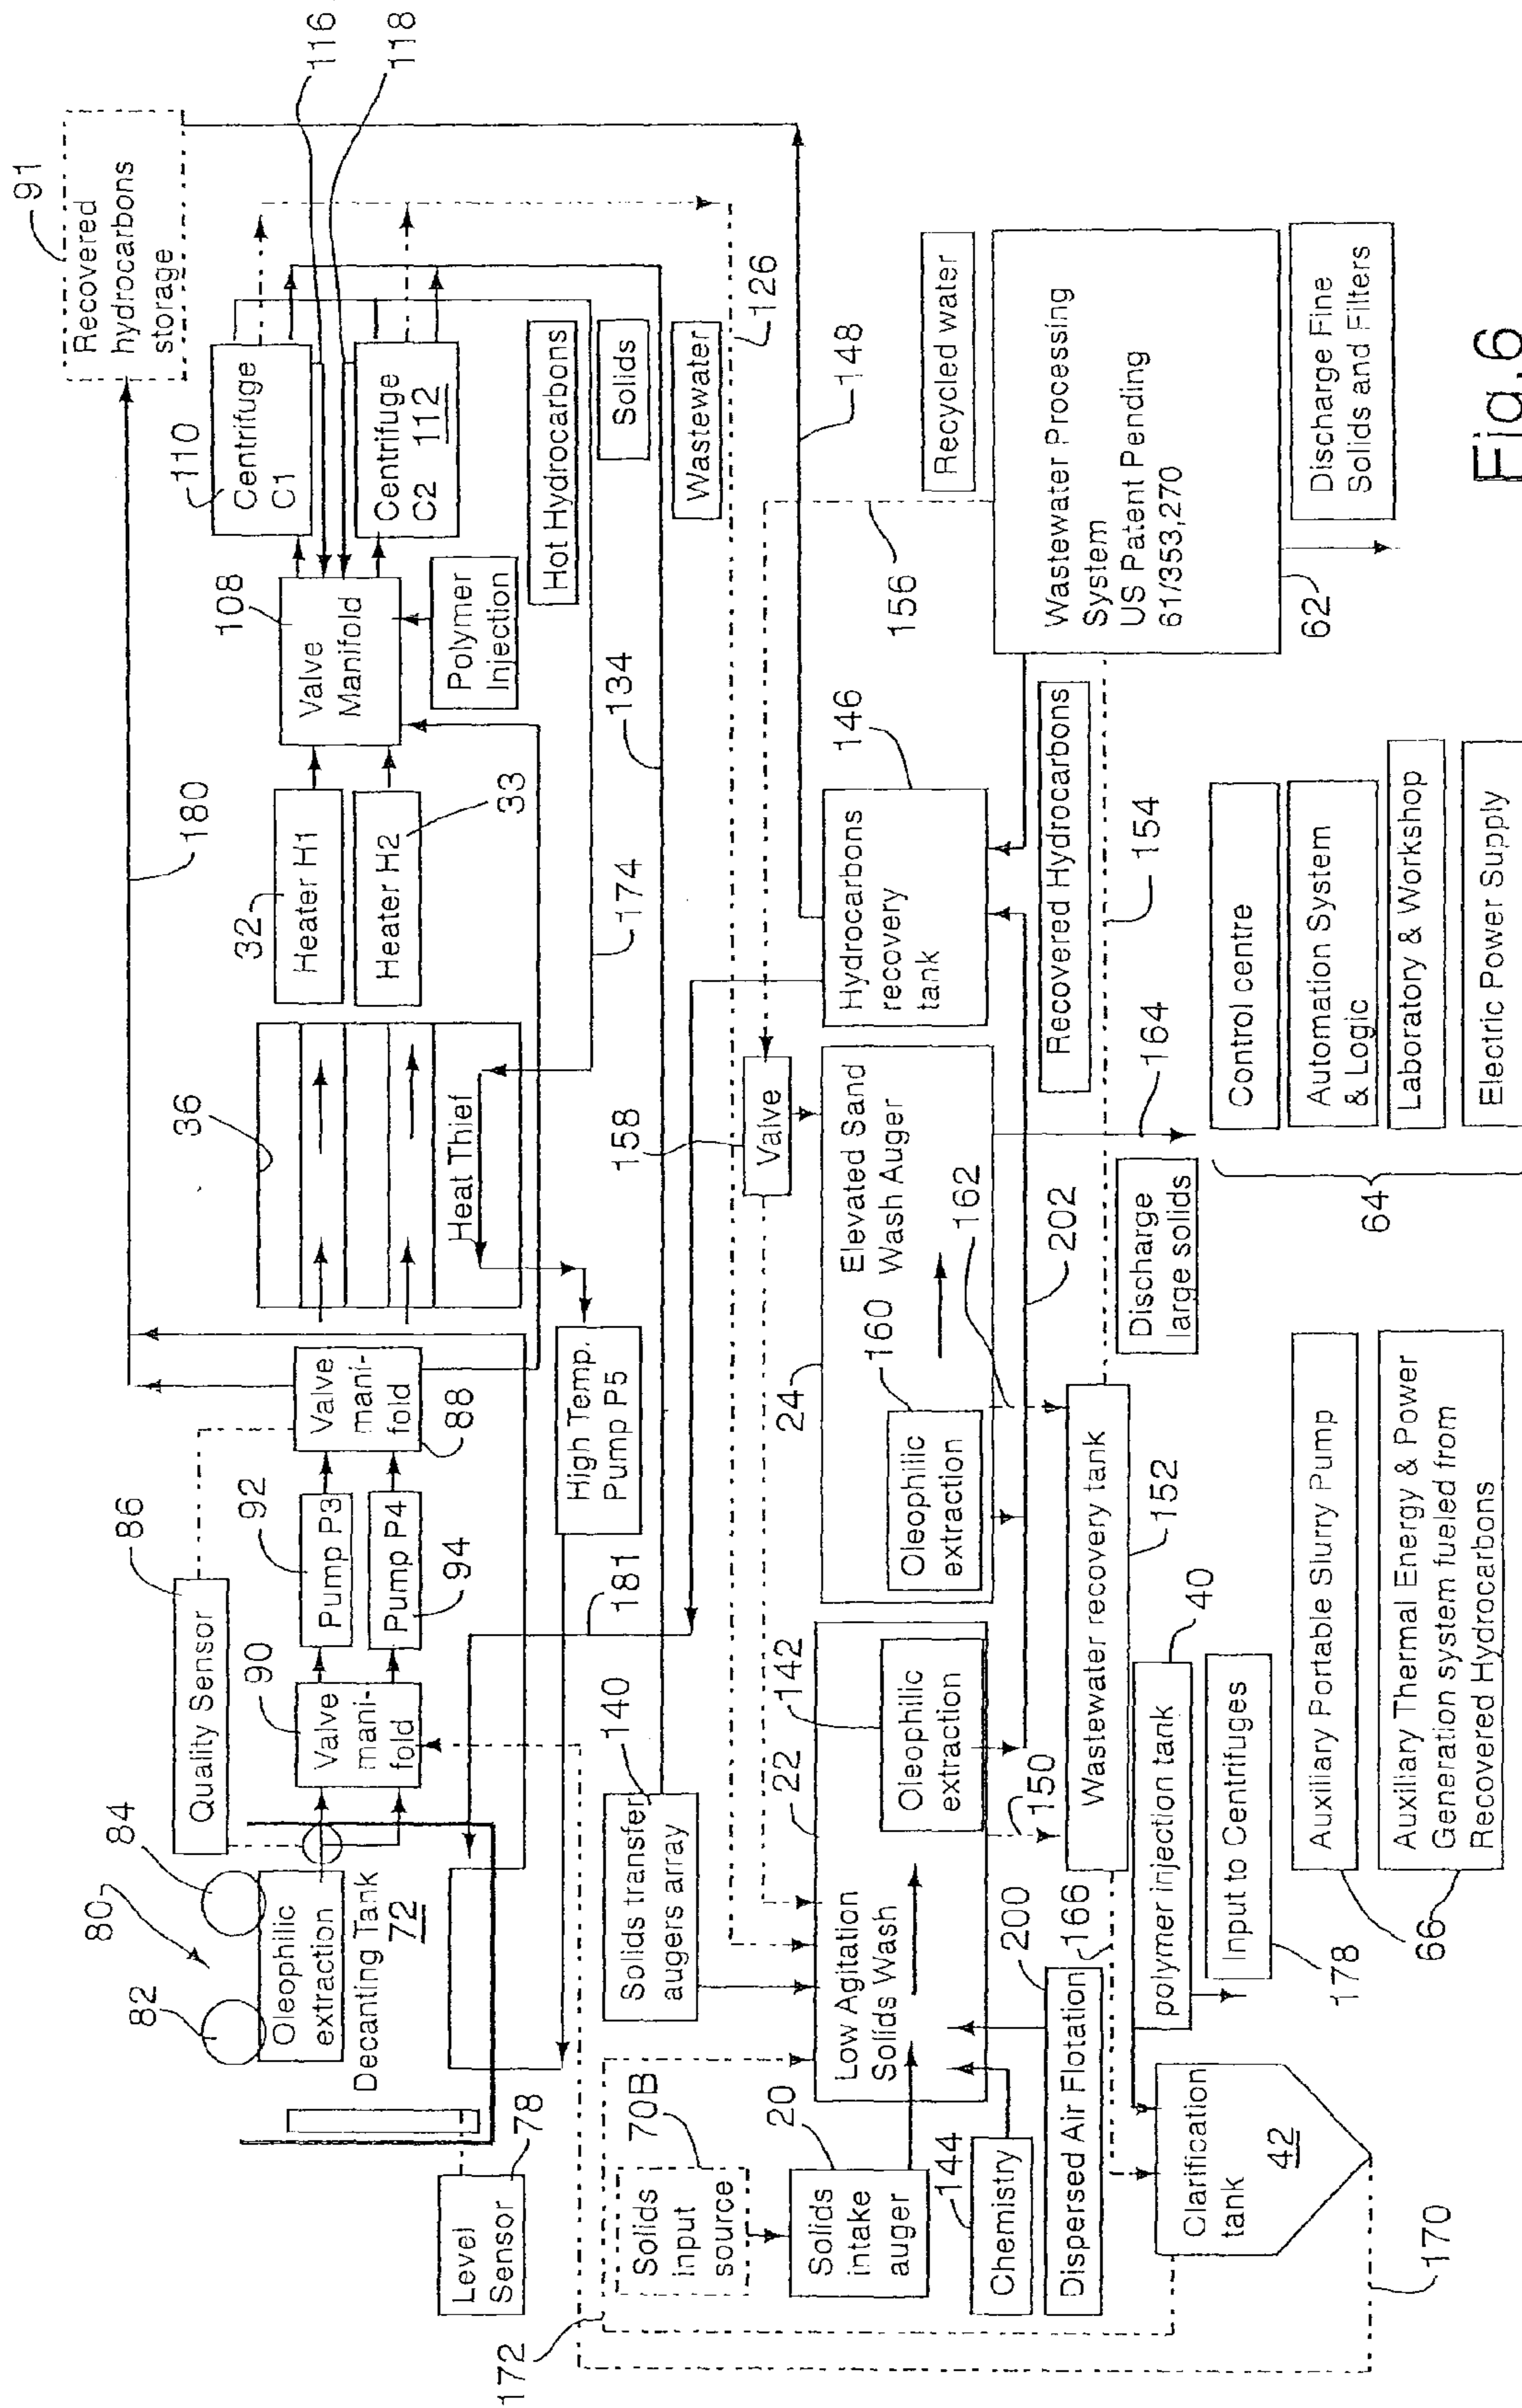 91
Recovered
hydrocarbons
storage
116
118
110
Centrifuge
C1
Centrifuge
C2 112
108
Valve
Manifold
Polymer
Injection
180
32
Heater H1
Heater H2
33
36
Heat Thief
Hot Hydrocarbons
Solids
Wastewater
126
134
174
86
Quality Sensor
92
Pump P3
Pump P4
94
90
Valve
mani-
fold
Valve
mani-
fold
88
High Temp.
Pump P5
181
80
82
84
Oleophilic
extraction
Decanting Tank
72
Level
Sensor
78
148
Recycled water
156
Wastewater Processing
System
US Patent Pending
61/353,270
62
Discharge Fine
Solids and Filters
146
Hydrocarbons
recovery
tank
Recovered Hydrocarbons
154
158
Valve
Elevated Sand
Wash Auger
24
160
Oleophilic
extraction
162
202
164
Discharge
large solids
140
Solids transfer
augers array
22
142
Oleophilic
extraction
Low Agitation
Solids Wash
150
Wastewater recovery tank
152
172
70B
Solids
input
source
20
Solids
intake
auger
144
Chemistry
200
Dispersed Air Flotation
166
40
polymer injection tank
Input to Centrifuges
178
Clarification
tank
42
170
Auxiliary Portable Slurry Pump
Auxiliary Thermal Energy & Power
Generation system fueled from
Recovered Hydrocarbons
66
Control centre
Automation System
& Logic
Laboratory & Workshop
Electric Power Supply
64
Fig.6